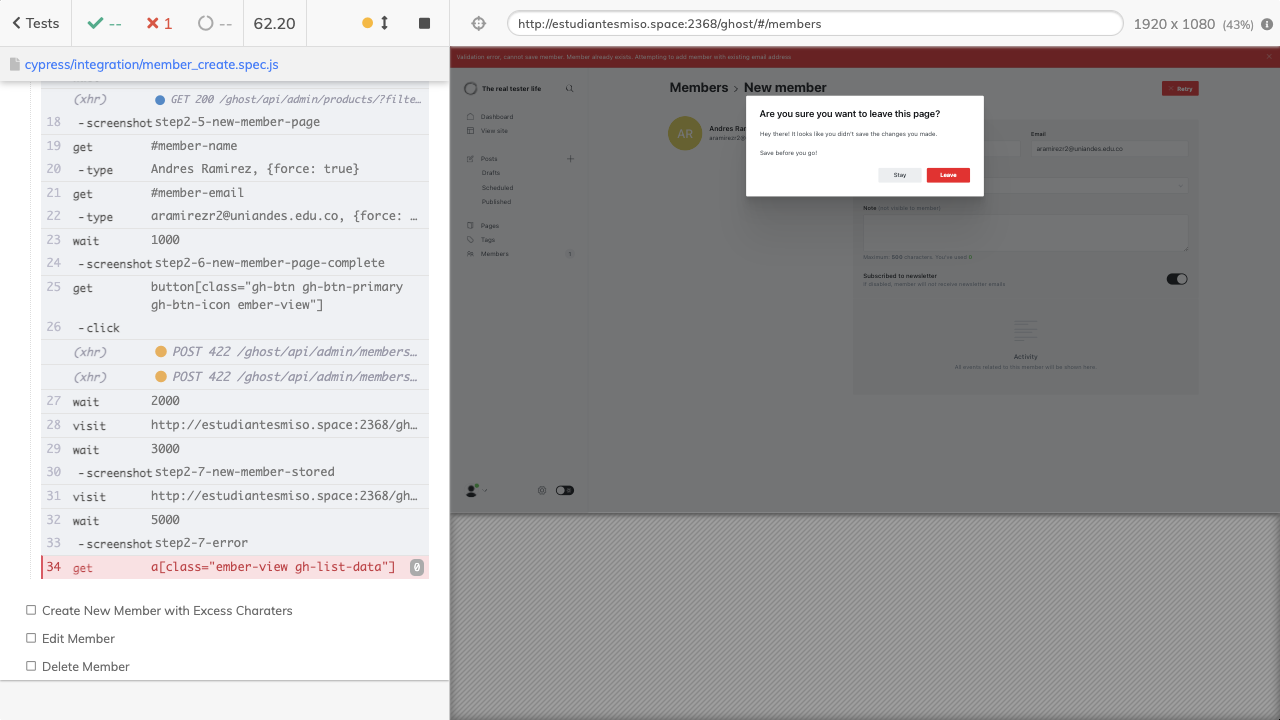 Tests
--
1
--
62.20
http://estudiantesmiso.space:2368/ghost/#/members
1920 x 1080 (43%)
cypress/integration/member_create.spec.js
(xhr) GET 200 /ghost/api/admin/products/?filte…
18 -screenshot step2-5-new-member-page
19 get #member-name
20 -type Andres Ramirez, {force: true}
21 get #member-email
22 -type aramirezr2@uniandes.edu.co, {force: …
23 wait 1000
24 -screenshot step2-6-new-member-page-complete
25 get button[class="gh-btn gh-btn-primary
gh-btn-icon ember-view"]
26 -click
(xhr) POST 422 /ghost/api/admin/members…
(xhr) POST 422 /ghost/api/admin/members…
27 wait 2000
28 visit http://estudiantesmiso.space:2368/gh…
29 wait 3000
30 -screenshot step2-7-new-member-stored
31 visit http://estudiantesmiso.space:2368/gh…
32 wait 5000
33 -screenshot step2-7-error
34 get a[class="ember-view gh-list-data"] 0
Create New Member with Excess Charaters
Edit Member
Delete Member
Validation error, cannot save member. Member already exists. Attempting to add member with existing email address
The real tester life
Dashboard
View site
Posts
Drafts
Scheduled
Published
Pages
Tags
Members 1
Members › New member
Retry
AR
Andres Ram
aramirezr2@
Are you sure you want to leave this page?
Hey there! It looks like you didn't save the changes you made.
Save before you go!
Stay
Leave
Email
aramirezr2@uniandes.edu.co
Note (not visible to member)
Maximum: 500 characters. You've used 0
Subscribed to newsletter
If disabled, member will not receive newsletter emails
Activity
All events related to this member will be shown here.